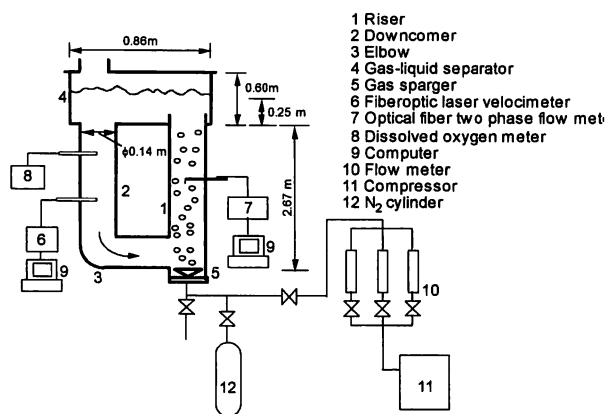 0.86m
0.60m
0.25 m
ϕ0.14 m
2.67 m
4
8
2
1
7
6
9
9
3
5
10
12
11
1 Riser
2 Downcomer
3 Elbow
4 Gas-liquid separator
5 Gas sparger
6 Fiberoptic laser velocimeter
7 Optical fiber two phase flow met
8 Dissolved oxygen meter
9 Computer
10 Flow meter
11 Compressor
12 N₂ cylinder